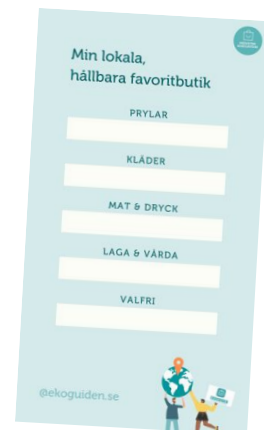 Min lokala,
hållbara favoritbutik
PRYLAR
KLÄDER
MAT & DRYCK
LAGA & VÅRDA
VALFRI
@ekoguiden.se